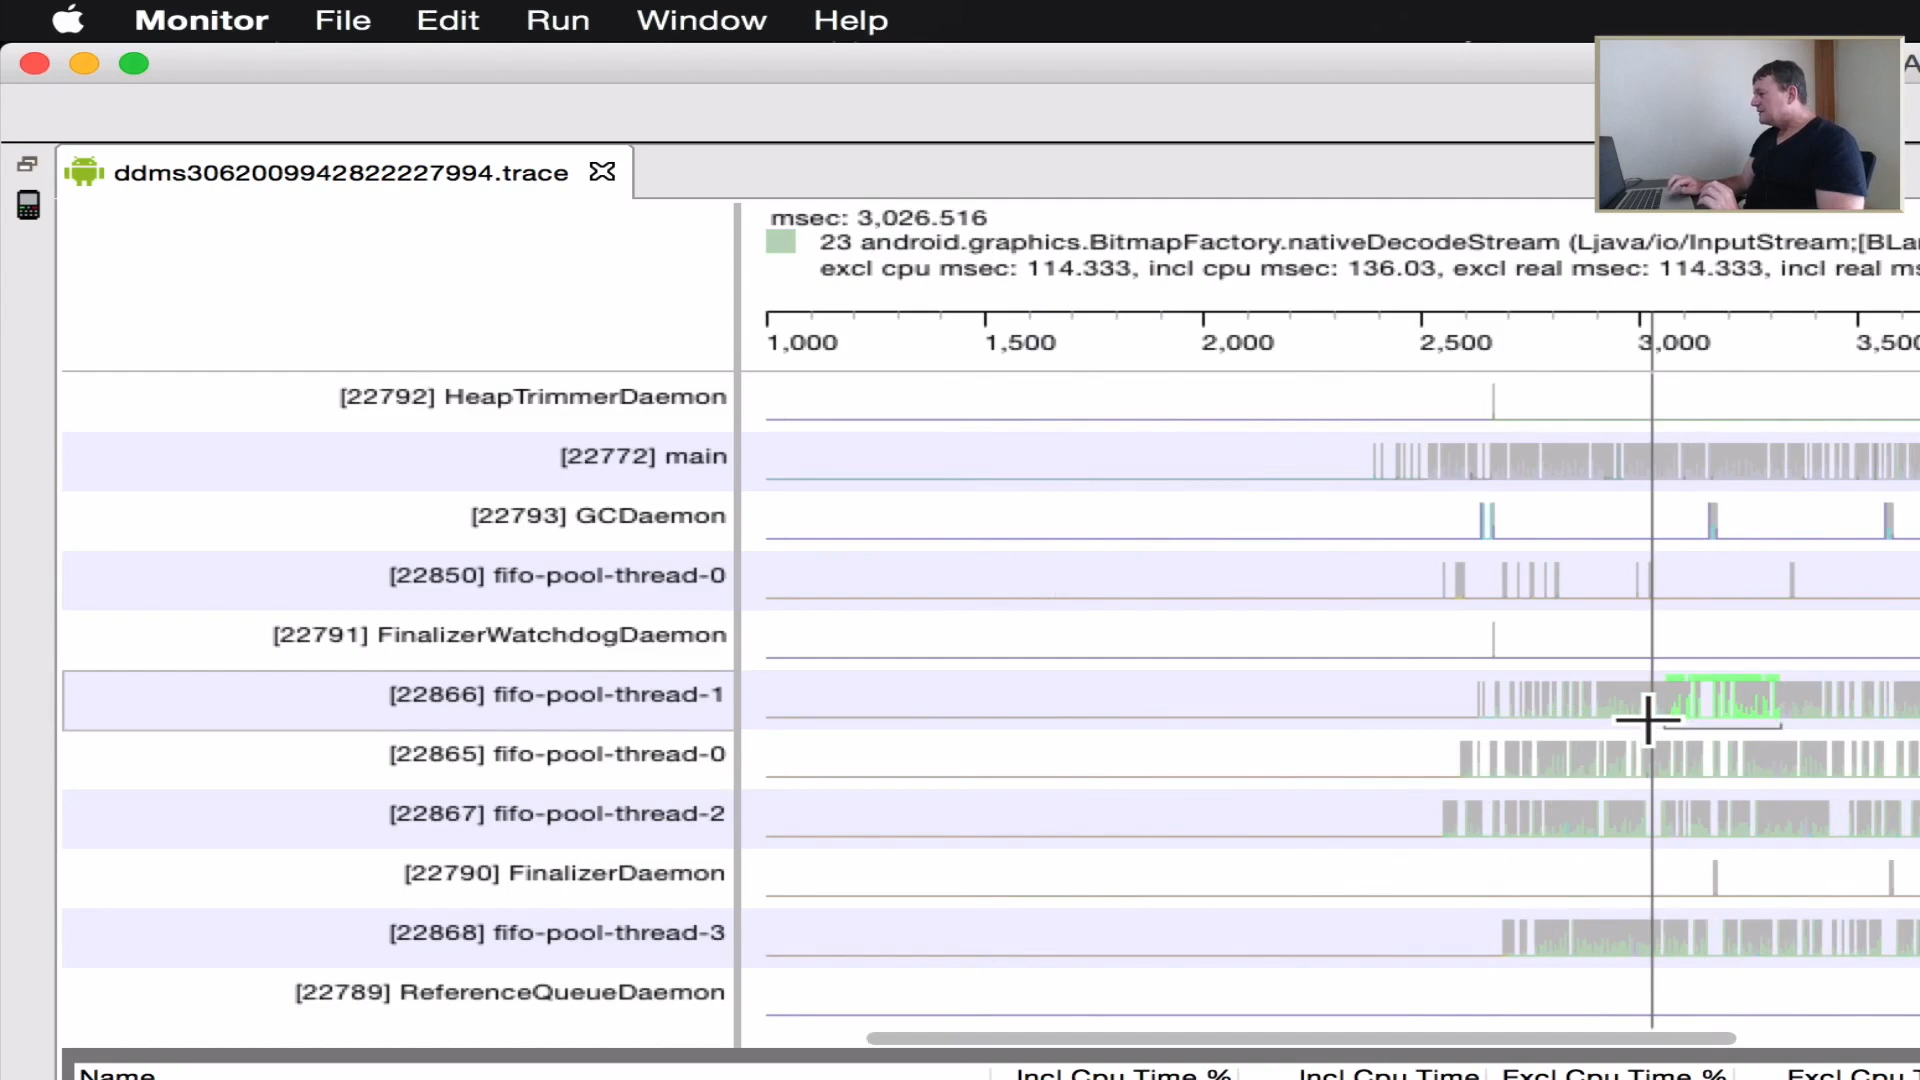 Monitor File Edit Run Window Help
ddms3062009942822227994.trace
msec: 3,026.516
23 android.graphics.BitmapFactory.nativeDecodeStream (Ljava/io/InputStream;[BLa
excl cpu msec: 114.333, incl cpu msec: 136.03, excl real msec: 114.333, incl real ms
1,000 1,500 2,000 2,500 3,000 3,500
[22792] HeapTrimmerDaemon
[22772] main
[22793] GCDaemon
[22850] fifo-pool-thread-0
[22791] FinalizerWatchdogDaemon
[22866] fifo-pool-thread-1
[22865] fifo-pool-thread-0
[22867] fifo-pool-thread-2
[22790] FinalizerDaemon
[22868] fifo-pool-thread-3
[22789] ReferenceQueueDaemon
Name Incl Cpu Time % Incl Cpu Time Excl Cpu Time % Excl Cpu T